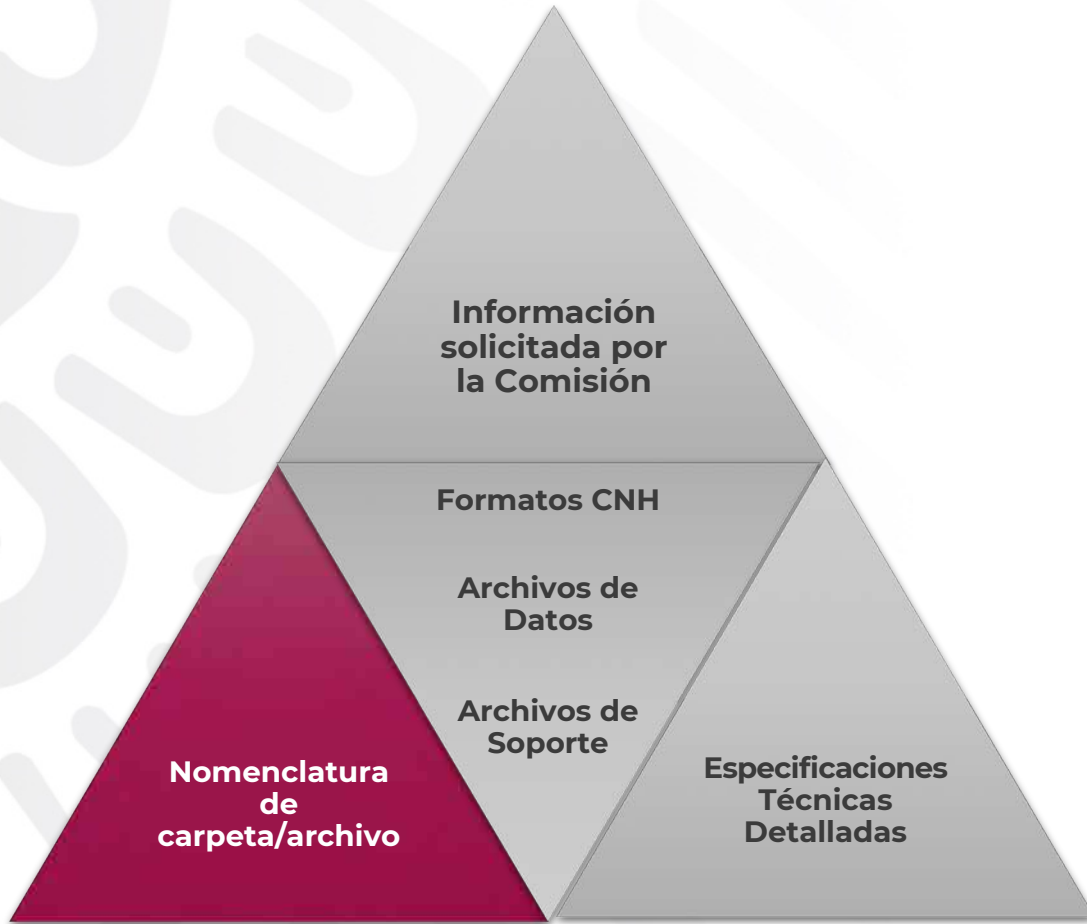 Información
solicitada por
la Comisión
Formatos CNH
Archivos de
Datos
Archivos de
Soporte
Nomenclatura
de
carpeta/archivo
Especificaciones
Técnicas
Detalladas